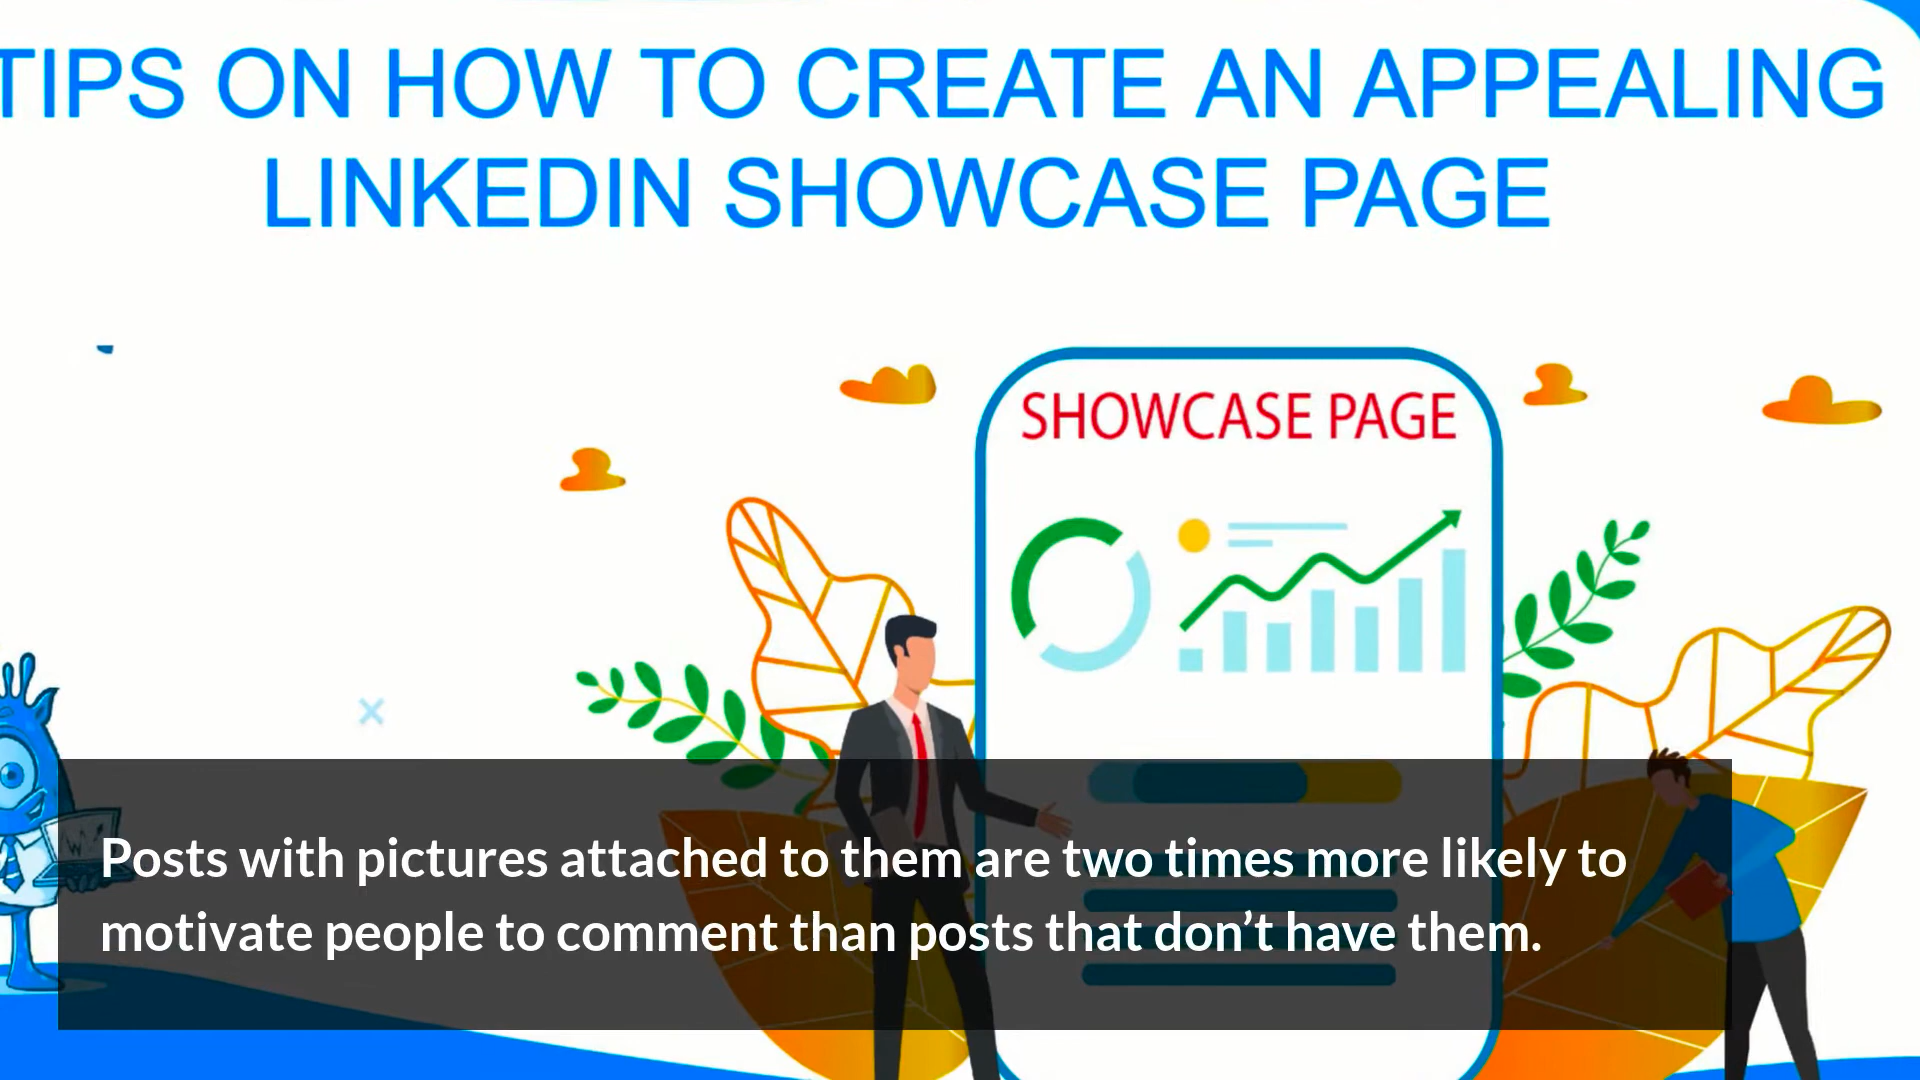 TIPS ON HOW TO CREATE AN APPEALING
LINKEDIN SHOWCASE PAGE
SHOWCASE PAGE
Posts with pictures attached to them are two times more likely to
motivate people to comment than posts that don’t have them.